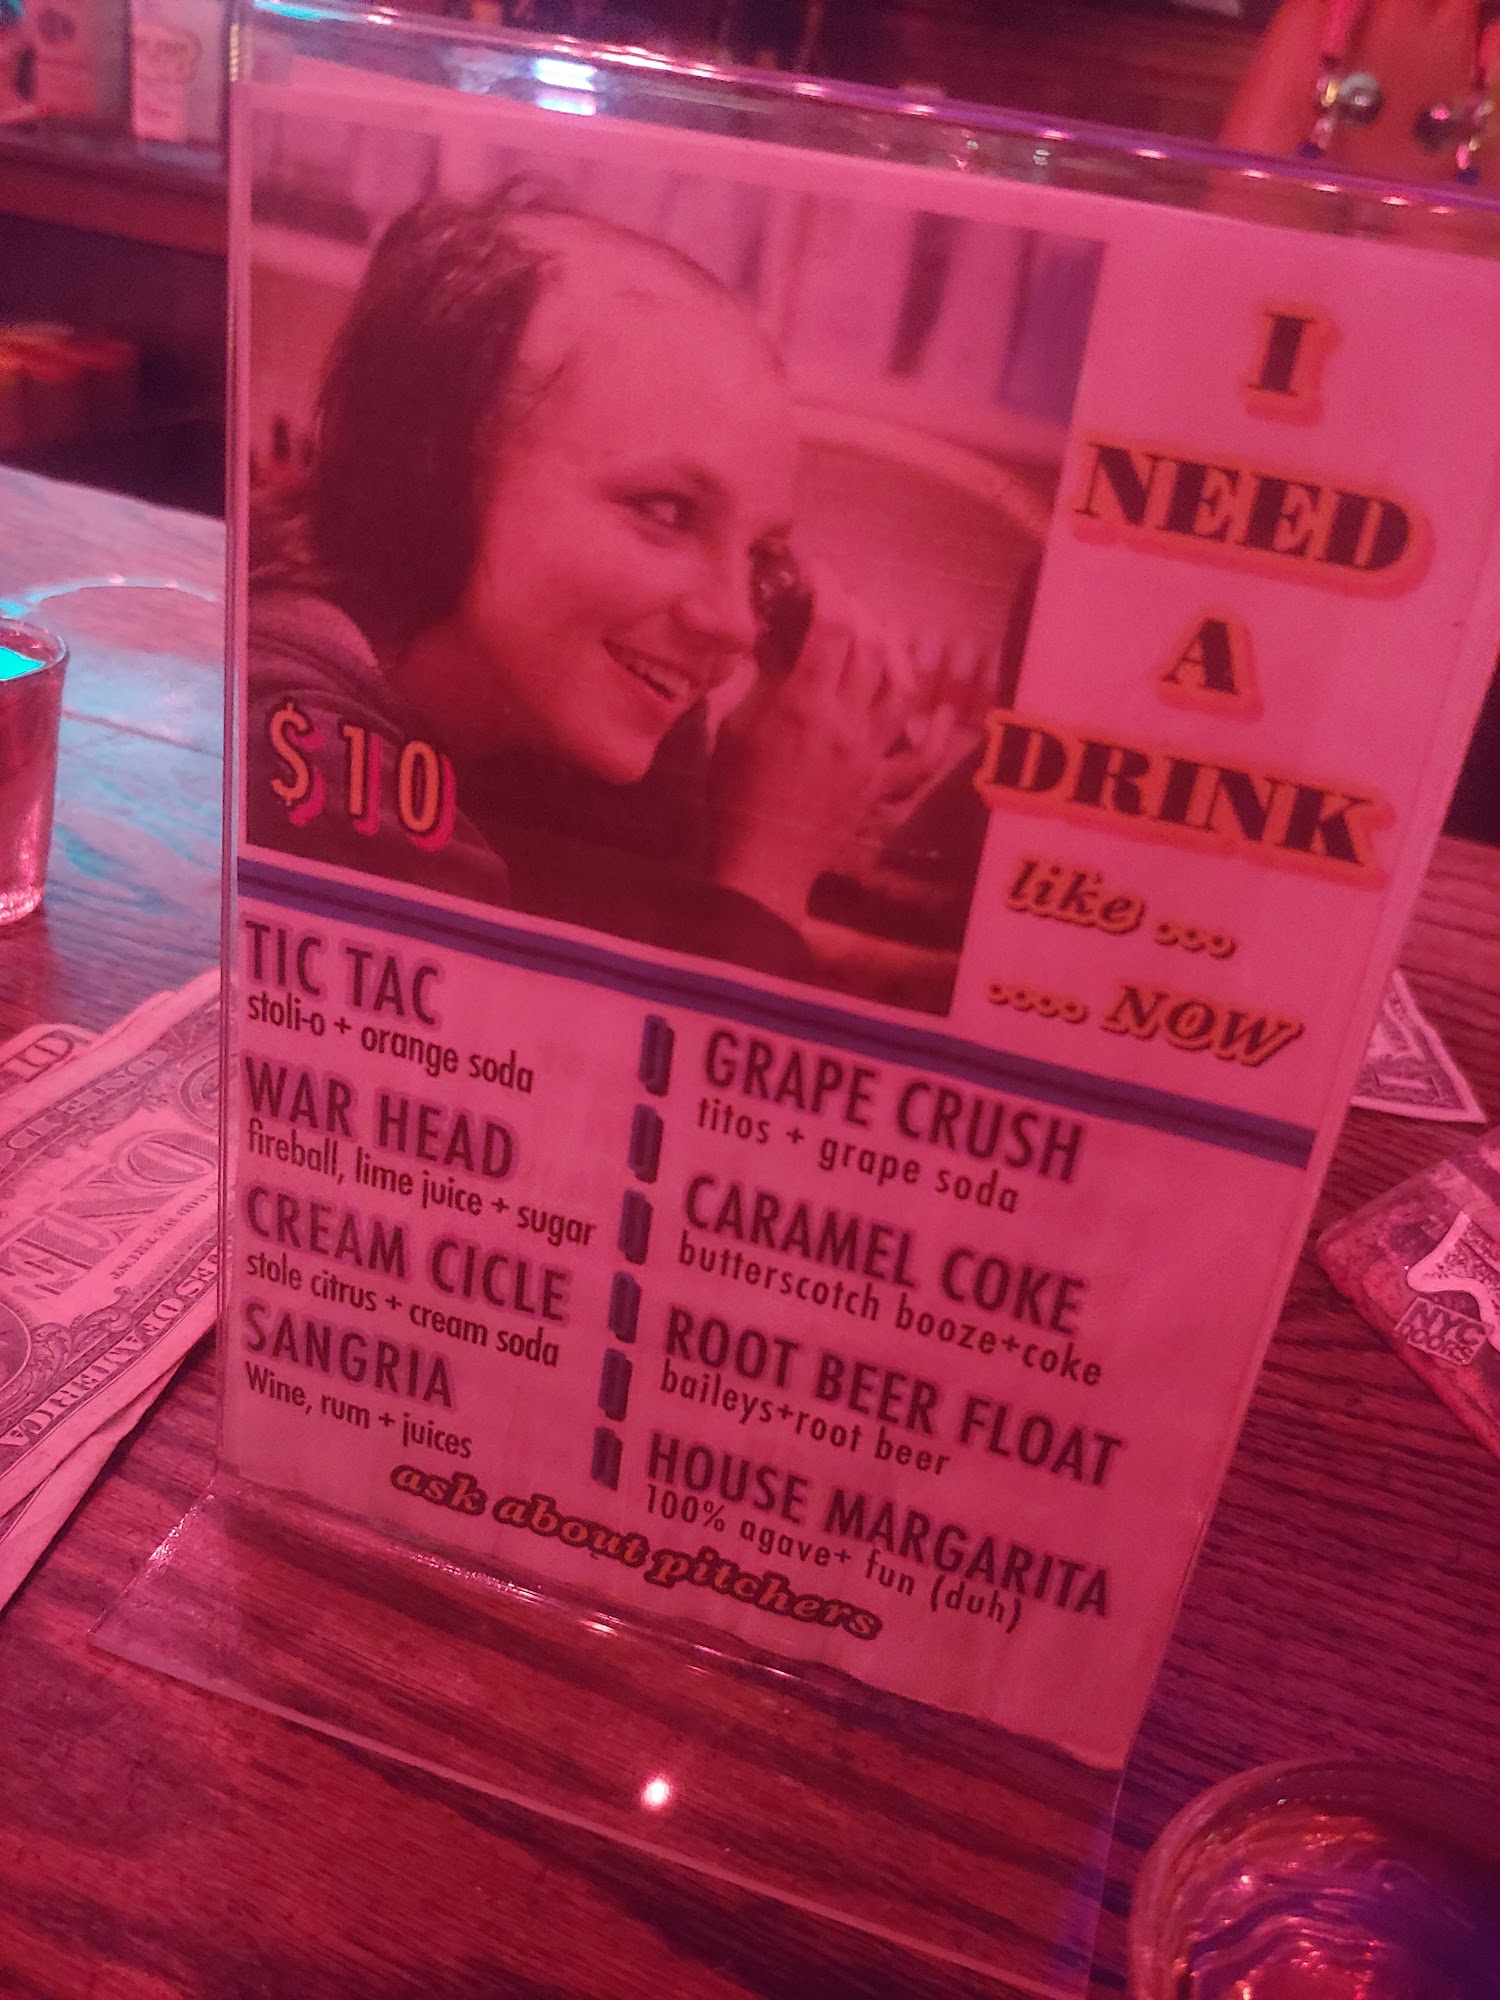 I
NEED
A
DRINK
like ...
.... NOW
$10
TIC TAC
stoli-o + orange soda
WAR HEAD
fireball, lime juice + sugar
CREAM CICLE
stole citrus + cream soda
SANGRIA
Wine, rum + juices
GRAPE CRUSH
titos + grape soda
CARAMEL COKE
butterscotch booze+coke
ROOT BEER FLOAT
baileys+root beer
HOUSE MARGARITA
100% agave+ fun (duh)
ask about pitchers
ONE
NYC